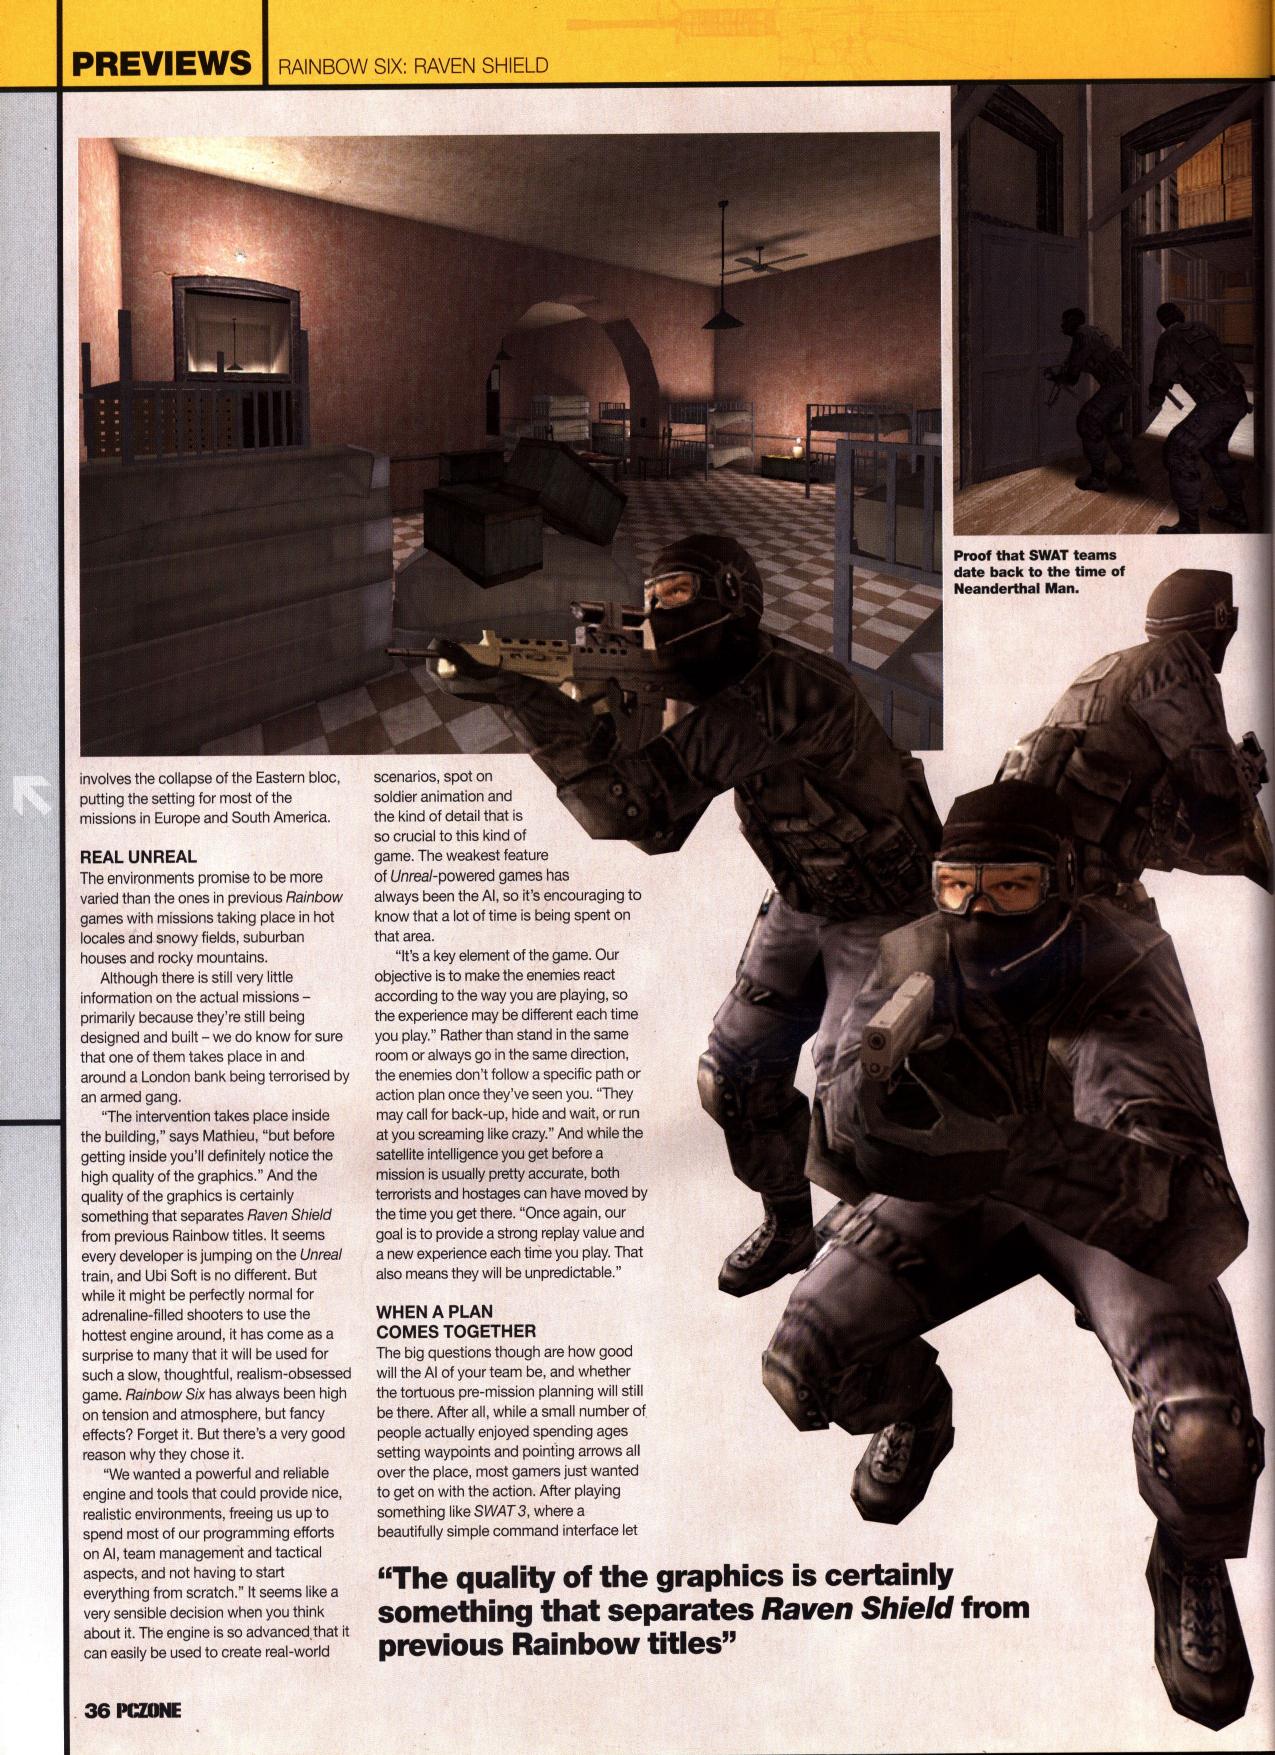 PREVIEWS
RAINBOW SIX: RAVEN SHIELD
Proof that SWAT teams
date back to the time of
Neanderthal Man.
involves the collapse of the Eastern bloc,
putting the setting for most of the
missions in Europe and South America.
REAL UNREAL
The environments promise to be more
varied than the ones in previous Rainbow
games with missions taking place in hot
locales and snowy fields, suburban
houses and rocky mountains.
Although there is still very little
information on the actual missions –
primarily because they're still being
designed and built – we do know for sure
that one of them takes place in and
around a London bank being terrorised by
an armed gang.
“The intervention takes place inside
the building,” says Mathieu, “but before
getting inside you'll definitely notice the
high quality of the graphics.” And the
quality of the graphics is certainly
something that separates Raven Shield
from previous Rainbow titles. It seems
every developer is jumping on the Unreal
train, and Ubi Soft is no different. But
while it might be perfectly normal for
adrenaline-filled shooters to use the
hottest engine around, it has come as a
surprise to many that it will be used for
such a slow, thoughtful, realism-obsessed
game. Rainbow Six has always been high
on tension and atmosphere, but fancy
effects? Forget it. But there's a very good
reason why they chose it.
“We wanted a powerful and reliable
engine and tools that could provide nice,
realistic environments, freeing us up to
spend most of our programming efforts
on AI, team management and tactical
aspects, and not having to start
everything from scratch.” It seems like a
very sensible decision when you think
about it. The engine is so advanced that it
can easily be used to create real-world
scenarios, spot on
soldier animation and
the kind of detail that is
so crucial to this kind of
game. The weakest feature
of Unreal-powered games has
always been the AI, so it's encouraging to
know that a lot of time is being spent on
that area.
“It's a key element of the game. Our
objective is to make the enemies react
according to the way you are playing, so
the experience may be different each time
you play.” Rather than stand in the same
room or always go in the same direction,
the enemies don't follow a specific path or
action plan once they've seen you. “They
may call for back-up, hide and wait, or run
at you screaming like crazy.” And while the
satellite intelligence you get before a
mission is usually pretty accurate, both
terrorists and hostages can have moved by
the time you get there. “Once again, our
goal is to provide a strong replay value and
a new experience each time you play. That
also means they will be unpredictable.”
WHEN A PLAN
COMES TOGETHER
The big questions though are how good
will the AI of your team be, and whether
the tortuous pre-mission planning will still
be there. After all, while a small number of
people actually enjoyed spending ages
setting waypoints and pointing arrows all
over the place, most gamers just wanted
to get on with the action. After playing
something like SWAT 3, where a
beautifully simple command interface let
“The quality of the graphics is certainly
something that separates Raven Shield from
previous Rainbow titles”
36 PCZONE